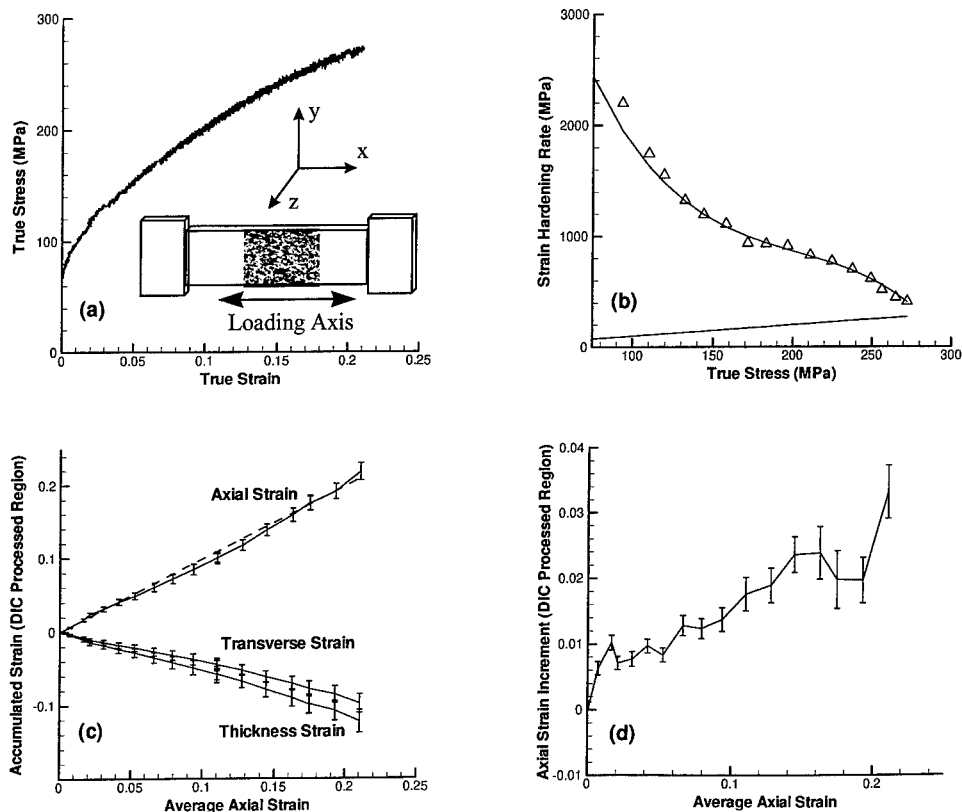 300
200
100
0
True Stress (MPa)
y
x
z
(a)
Loading Axis
0
0.05
0.1
0.15
0.2
0.25
True Strain
3000
2000
1000
0
Strain Hardening Rate (MPa)
(b)
100
150
200
250
300
True Stress (MPa)
0.2
0.1
0
-0.1
Accumulated Strain (DIC Processed Region)
Axial Strain
Transverse Strain
Thickness Strain
(c)
0
0.05
0.1
0.15
0.2
0.25
Average Axial Strain
0.04
0.03
0.02
0.01
0
-0.01
Axial Strain Increment (DIC Processed Region)
(d)
0
0.1
0.2
Average Axial Strain